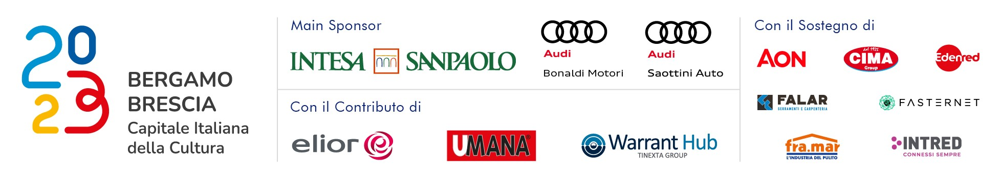 2023
BERGAMO
BRESCIA
Capitale Italiana
della Cultura
Main Sponsor
INTESA SANPAOLO
Audi
Bonaldi Motori
Audi
Saottini Auto
Con il Contributo di
elior e
UMANA®
Warrant Hub
TINEXTA GROUP
Con il Sostegno di
AON
dal 1925
CIMA
Group
Edenred
FALAR
SERRAMENTI E CARPENTERIA
FASTERNET
fra.mar
L'INDUSTRIA DEL PULITO
INTRED
CONNESSI SEMPRE